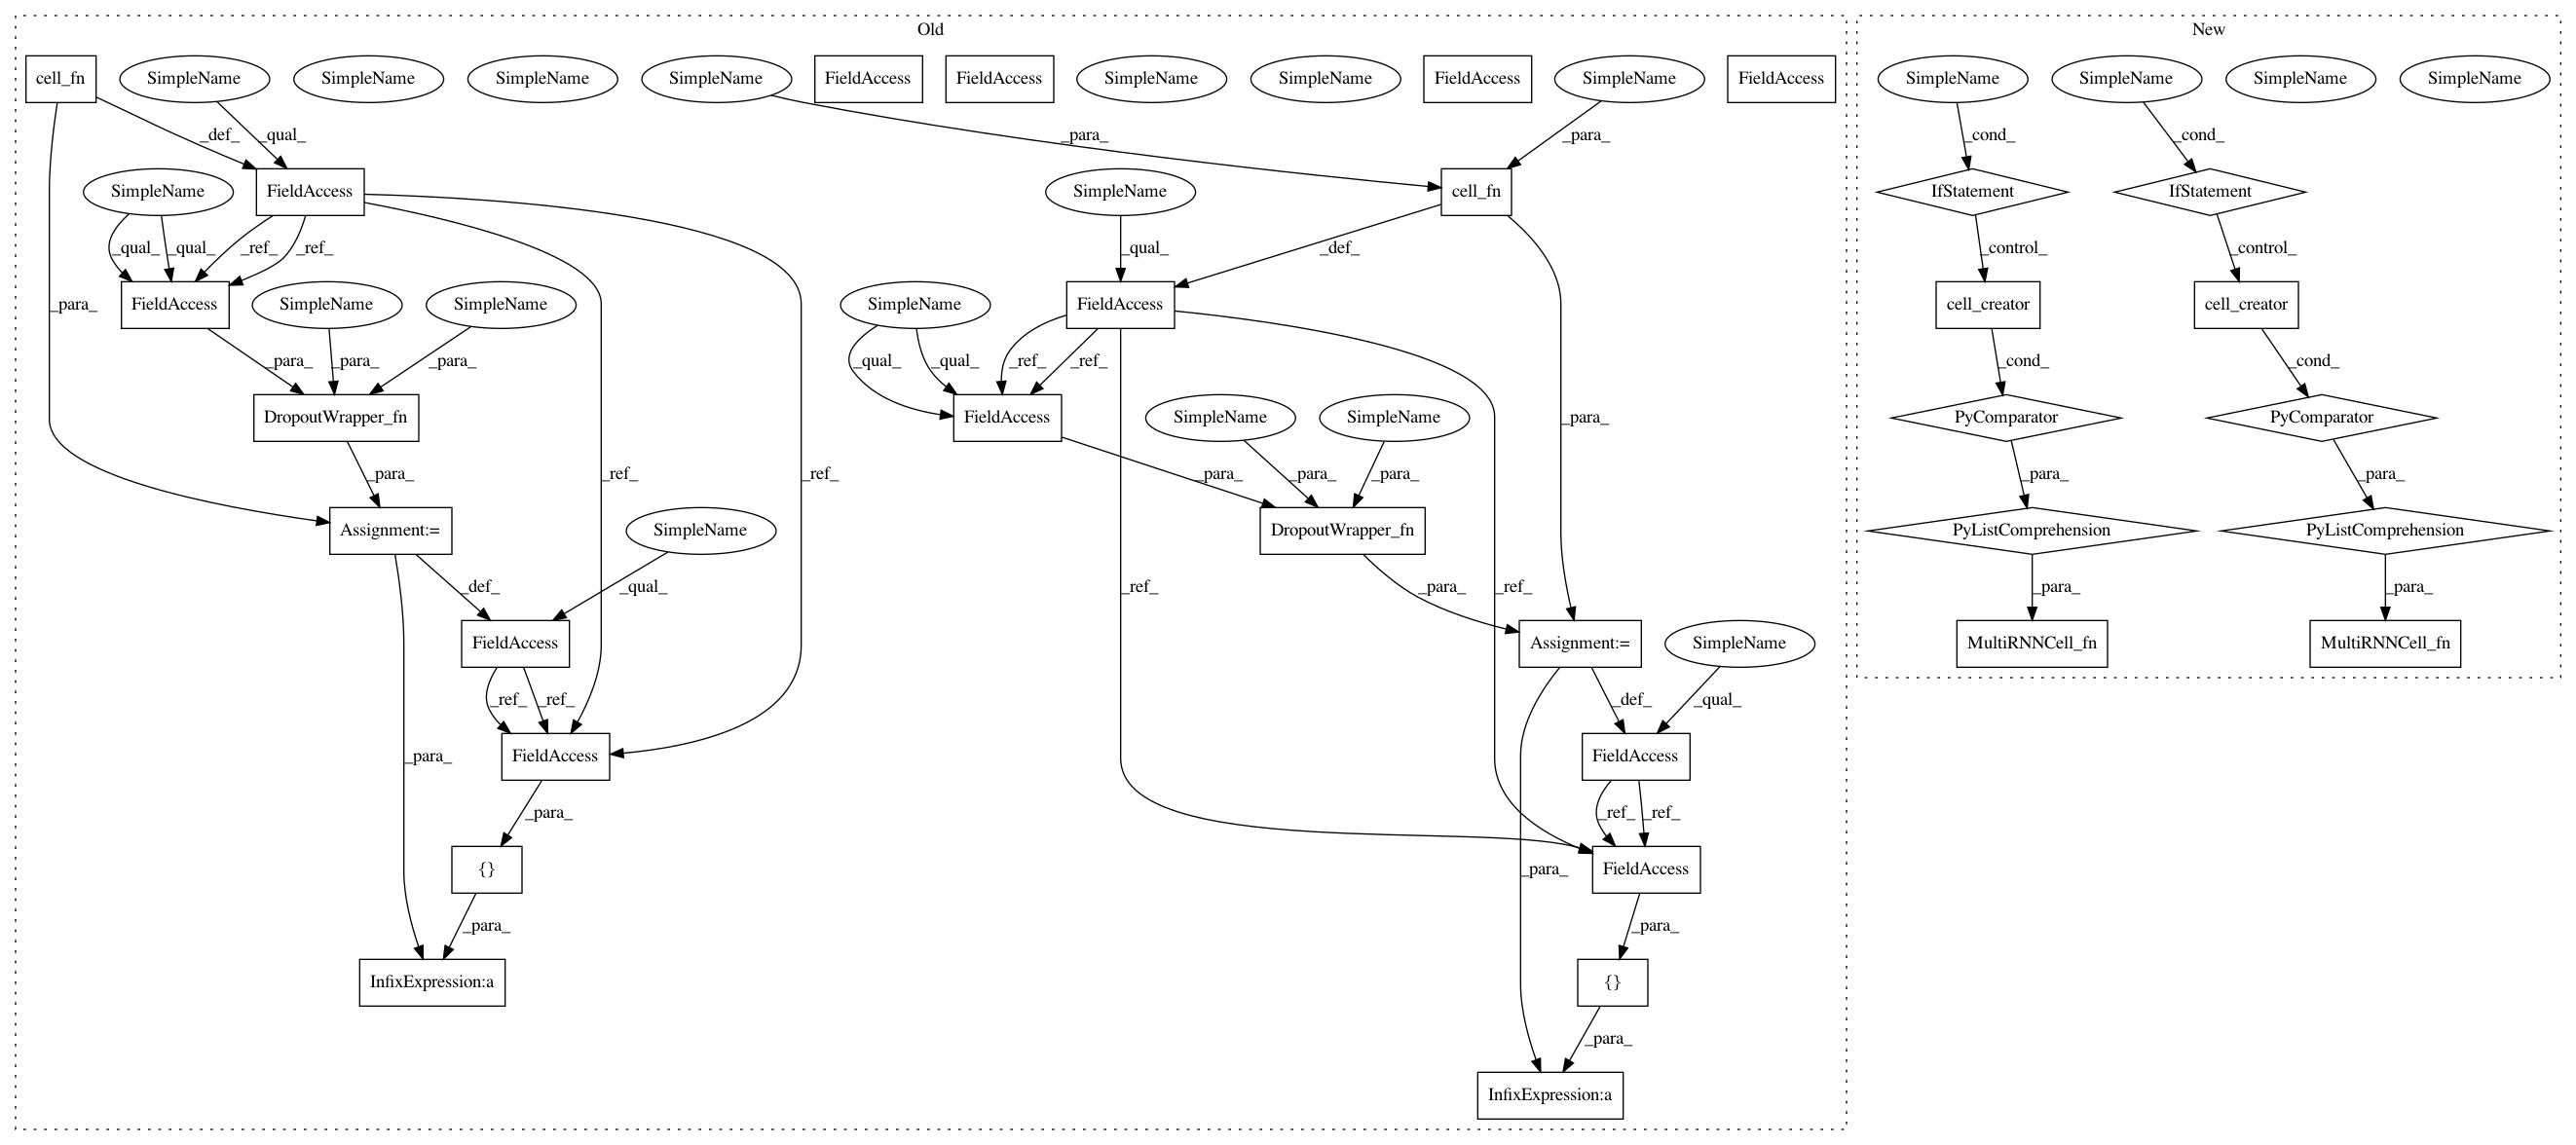 Old
New
cell_fn
SimpleName
SimpleName
SimpleName
SimpleName
FieldAccess
FieldAccess
SimpleName
SimpleName
FieldAccess
SimpleName
FieldAccess
SimpleName
SimpleName
SimpleName
SimpleName
_def_
_qual_
_para_
_para_
_cond_
_cond_
SimpleName
FieldAccess
SimpleName
cell_fn
IfStatement
IfStatement
_qual_
_qual_
_ref_
_ref_
_qual_
_def_
_control_
_control_
_para_
FieldAccess
SimpleName
SimpleName
SimpleName
FieldAccess
cell_creator
cell_creator
_para_
_para_
_para_
_qual_
_qual_
_ref_
_ref_
_cond_
_cond_
DropoutWrapper_fn
FieldAccess
SimpleName
SimpleName
_para_
PyComparator
PyComparator
_para_
_ref_
_ref_
_para_
_para_
_para_
_para_
_para_
Assignment:=
SimpleName
DropoutWrapper_fn
PyListComprehension
PyListComprehension
_def_
_qual_
_ref_
_ref_
_para_
_para_
_para_
FieldAccess
Assignment:=
SimpleName
MultiRNNCell_fn
MultiRNNCell_fn
_ref_
_ref_
_def_
_qual_
_para_
FieldAccess
FieldAccess
_para_
_ref_
_ref_
{}
_para_
FieldAccess
_para_
_para_
InfixExpression:a
{}
_para_
InfixExpression:a